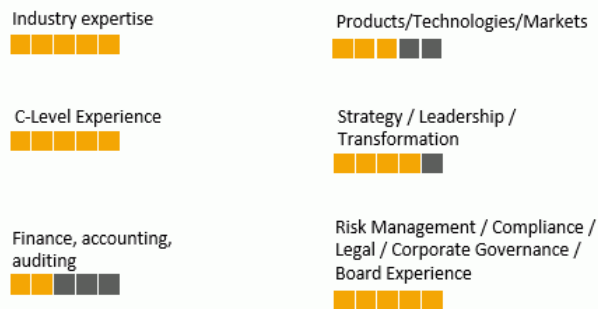 Industry expertise
Products/Technologies/Markets
C-Level Experience
Strategy / Leadership /
Transformation
Finance, accounting,
auditing
Risk Management / Compliance /
Legal / Corporate Governance /
Board Experience